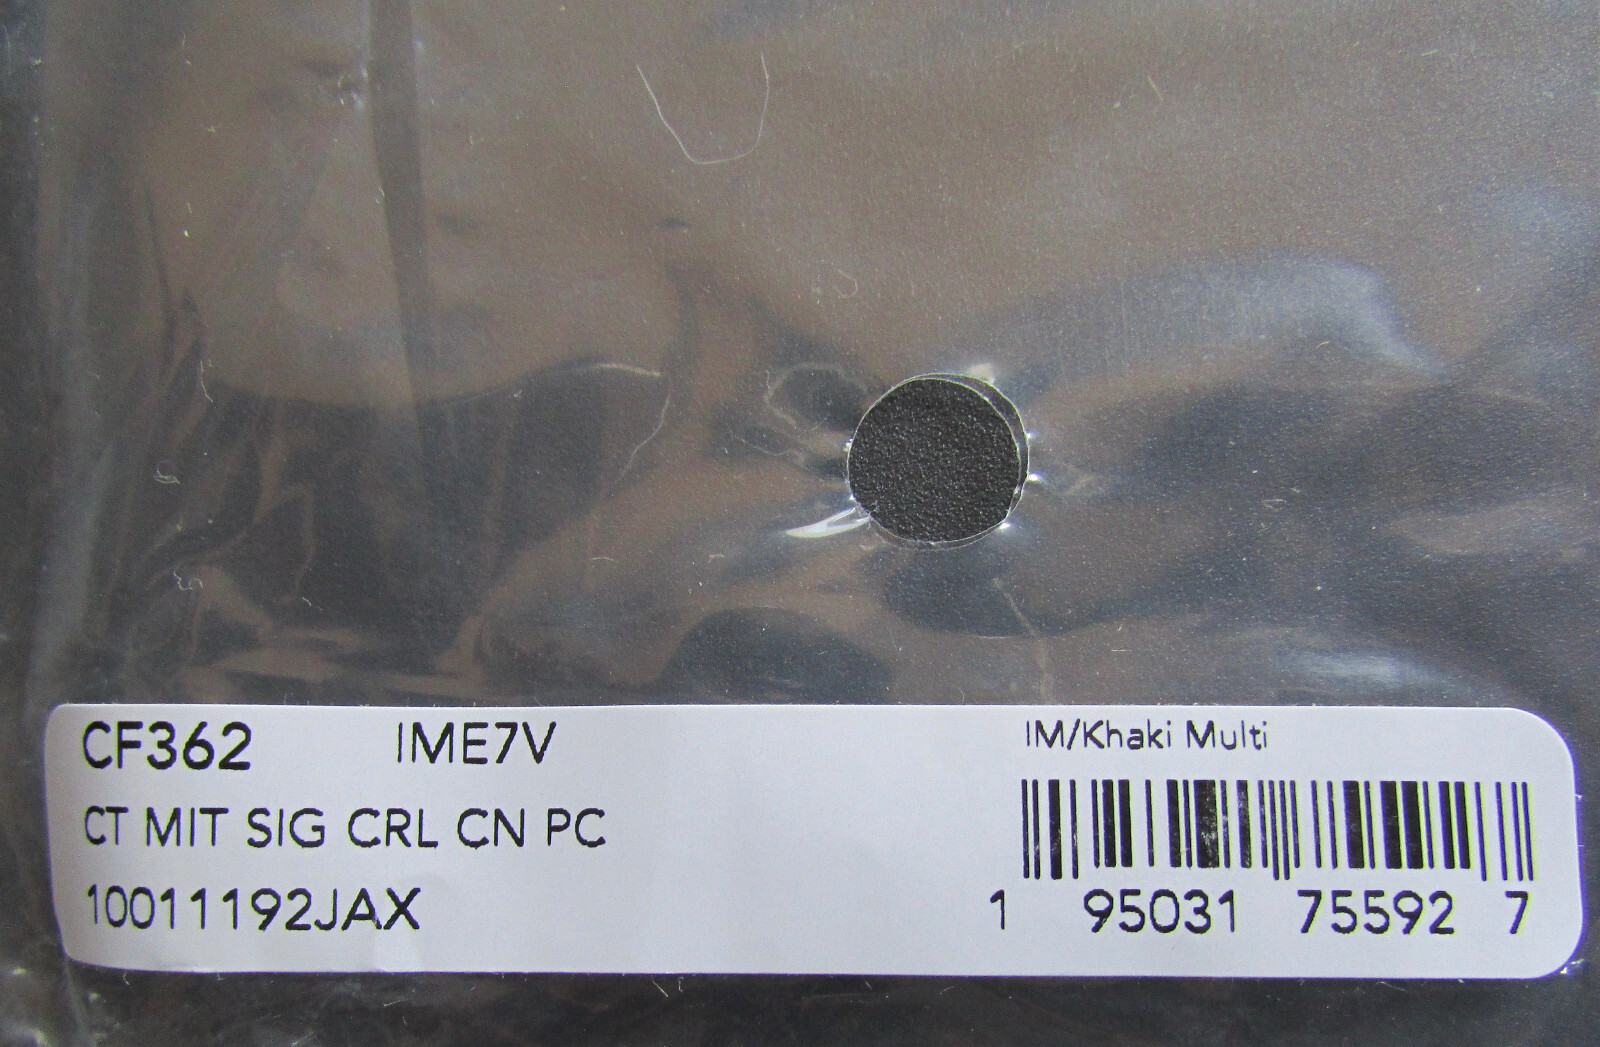 CF362 IME7V
CT MIT SIG CRL CN PC
10011192JAX
IM/Khaki Multi
1 95031 75592 7